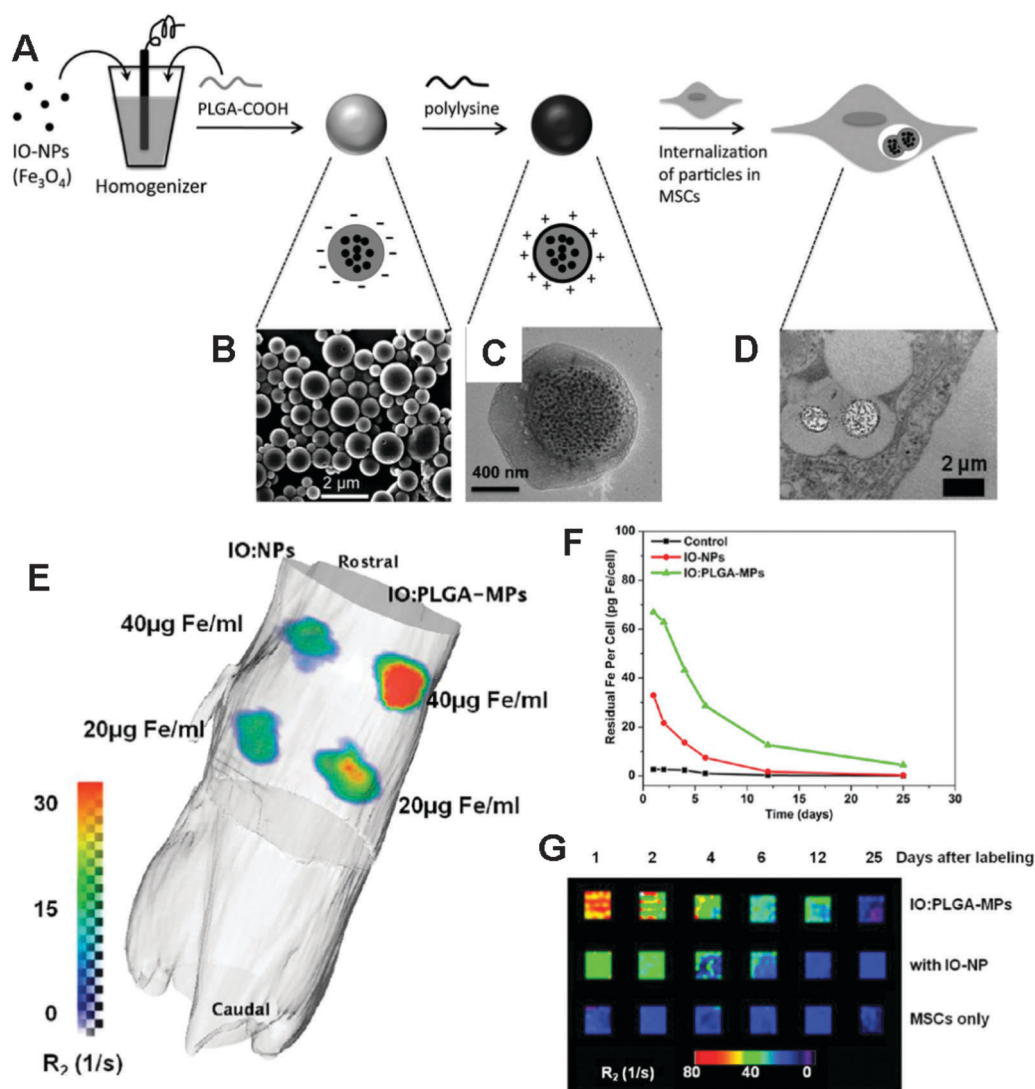 A
PLGA-COOH
polylysine
IO-NPs
(Fe₃O₄)
Homogenizer
Internalization
of particles in
MSCs
B
2 µm
C
400 nm
D
2 µm
E
IO:NPs
Rostral
IO:PLGA-MPs
40µg Fe/ml
40µg Fe/ml
20µg Fe/ml
20µg Fe/ml
30
15
0
R₂ (1/s)
Caudal
F
Residual Fe Per Cell (pg Fe/cell)
100
80
60
40
20
0
Control
IO-NPs
IO:PLGA-MPs
0 5 10 15 20 25 30
Time (days)
G
1 2 4 6 12 25 Days after labeling
IO:PLGA-MPs
with IO-NP
MSCs only
R₂ (1/s)
80 40 0